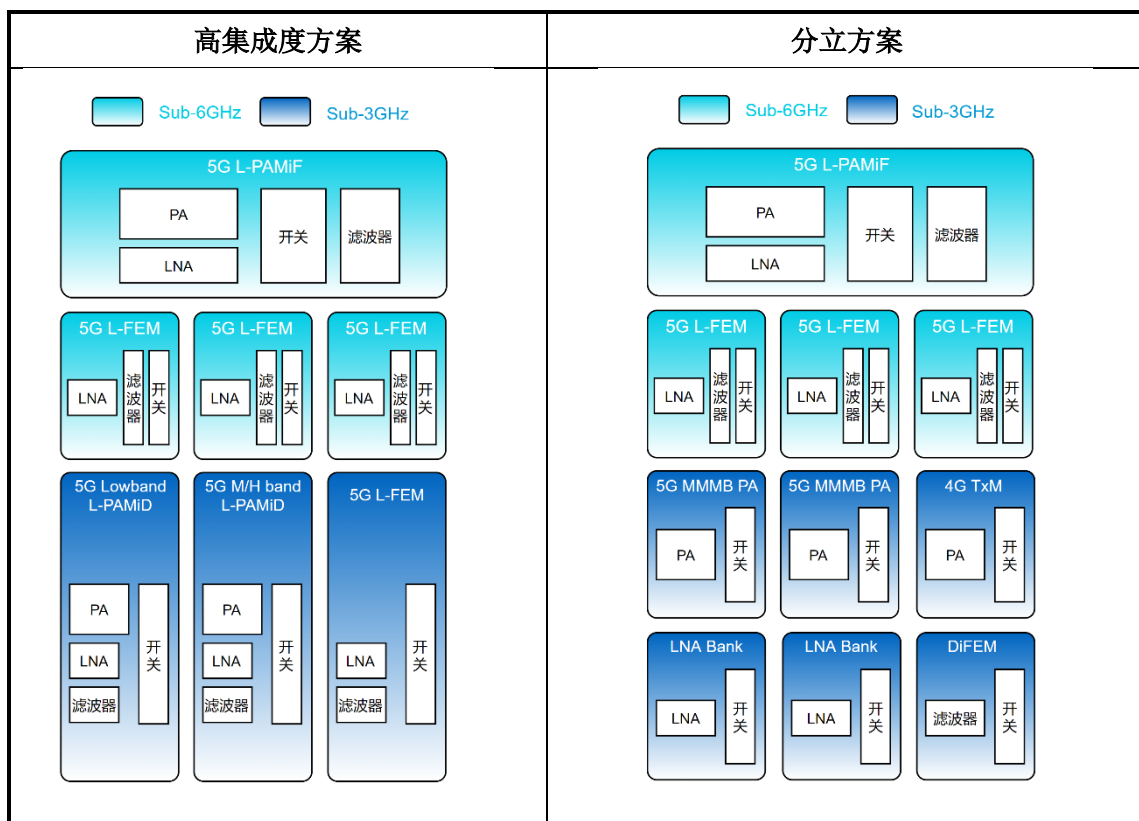 高集成度方案
分立方案
Sub-6GHz
Sub-3GHz
5G L-PAMiF
PA
LNA
开关
滤波器
5G L-FEM
LNA
滤波器
开关
5G L-FEM
LNA
滤波器
开关
5G L-FEM
LNA
滤波器
开关
5G Lowband
L-PAMiD
PA
LNA
滤波器
开关
5G M/H band
L-PAMiD
PA
LNA
滤波器
开关
5G L-FEM
LNA
滤波器
开关
Sub-6GHz
Sub-3GHz
5G L-PAMiF
PA
LNA
开关
滤波器
5G L-FEM
LNA
滤波器
开关
5G L-FEM
LNA
滤波器
开关
5G L-FEM
LNA
滤波器
开关
5G MMMB PA
PA
开关
5G MMMB PA
PA
开关
4G TxM
PA
开关
LNA Bank
LNA
开关
LNA Bank
LNA
开关
DiFEM
滤波器
开关